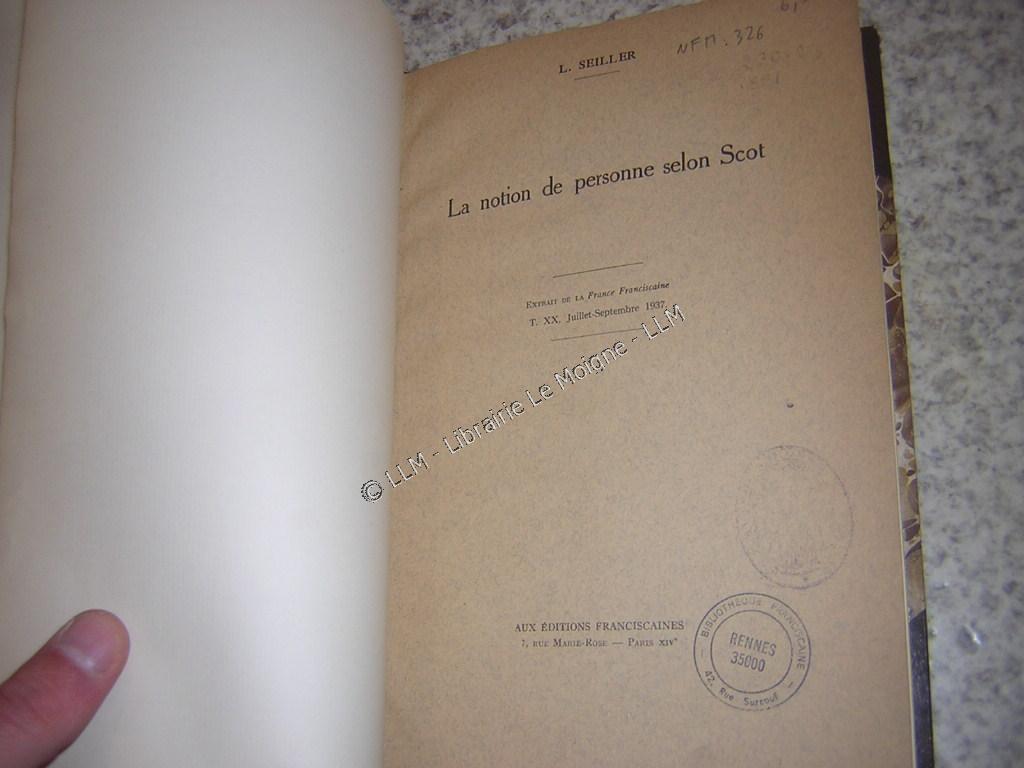 L. SEILLER
NFM. 326
La notion de personne selon Scot
EXTRAIT DE LA France Franciscaine
T. XX. Juillet-Septembre 1937.
© LLM - Librairie Le Moigne - LLM
AUX ÉDITIONS FRANCISCAINES
7, RUE MARIE-ROSE — PARIS XIVe
BIBLIOTHEQUE FRANCISCAINE
RENNES
35000
42, Rue Surcouf